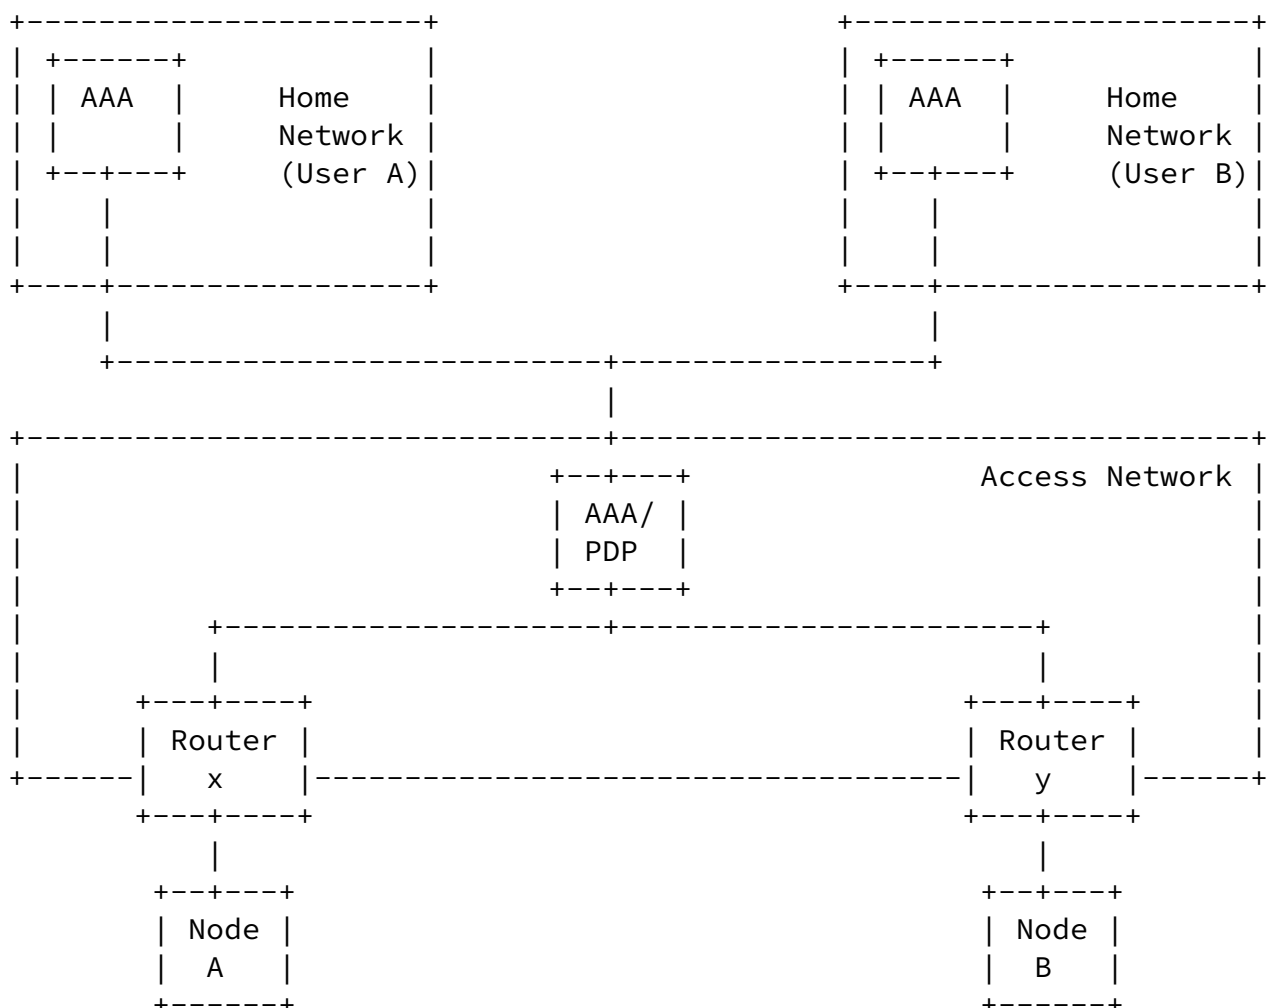 AAA Home AAA Home
Network Network
(User A) (User B)
Access Network
AAA/
PDP
Router Router
x y
Node Node
A B